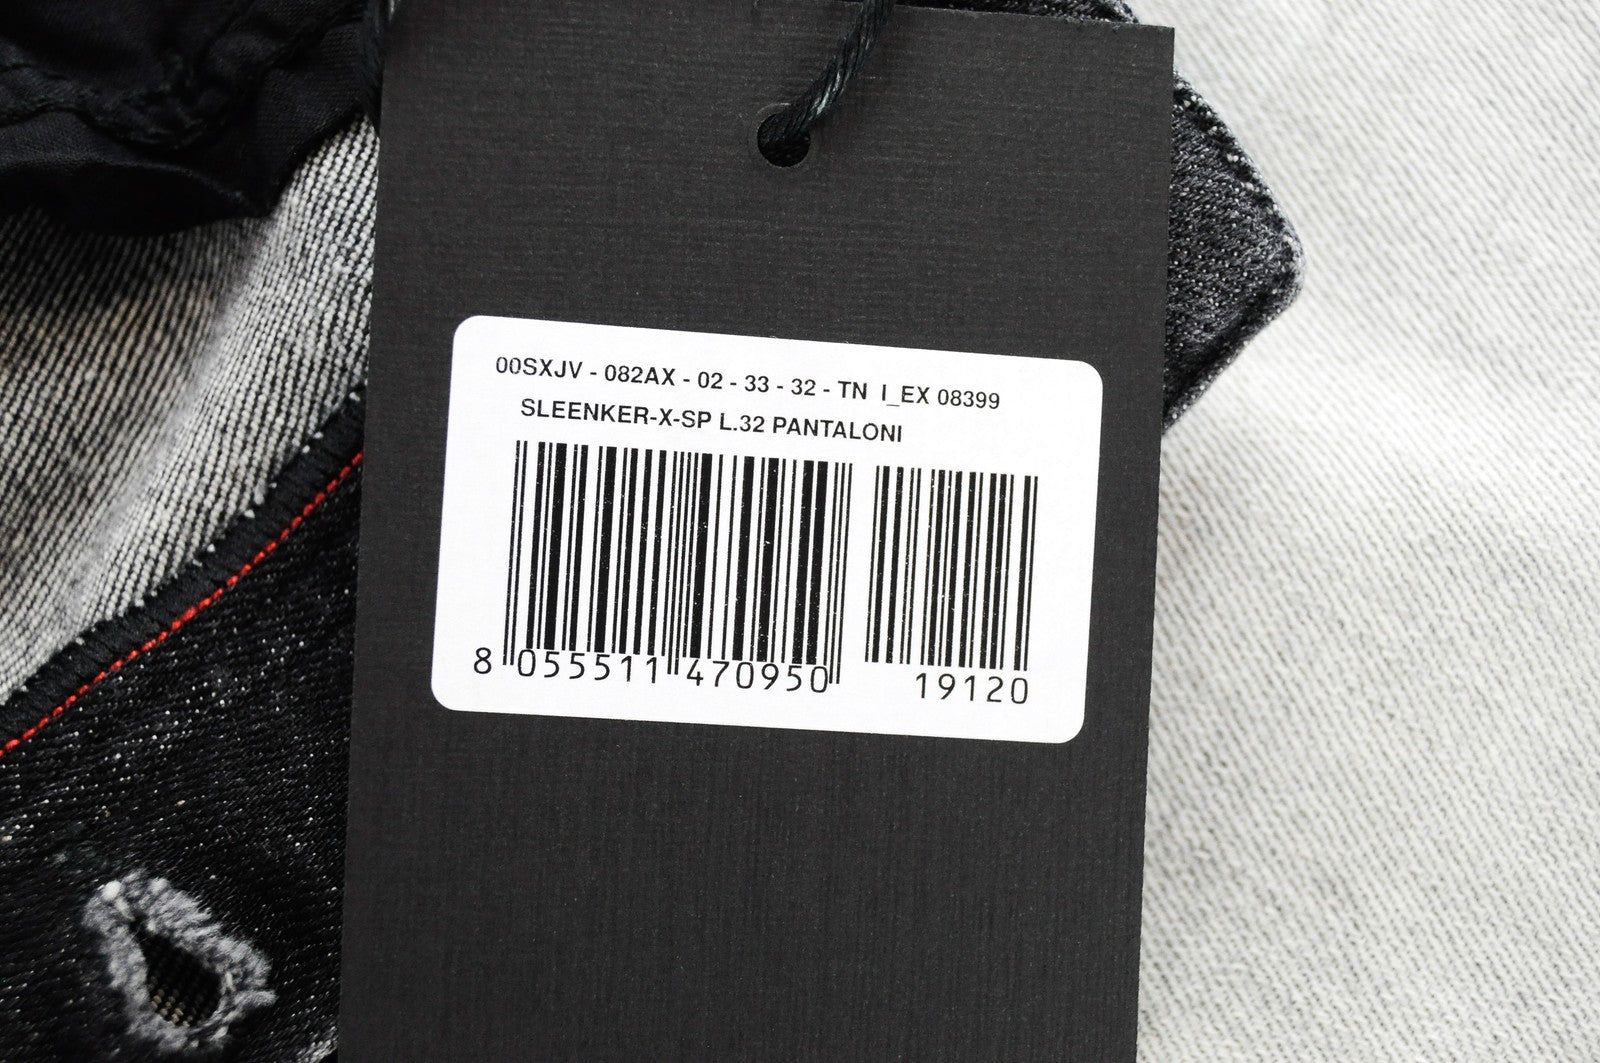 00SXJV - 082AX - 02 - 33 - 32 - TN I_EX 08399
SLEENKER-X-SP L.32 PANTALONI
8 055511 470950 19120